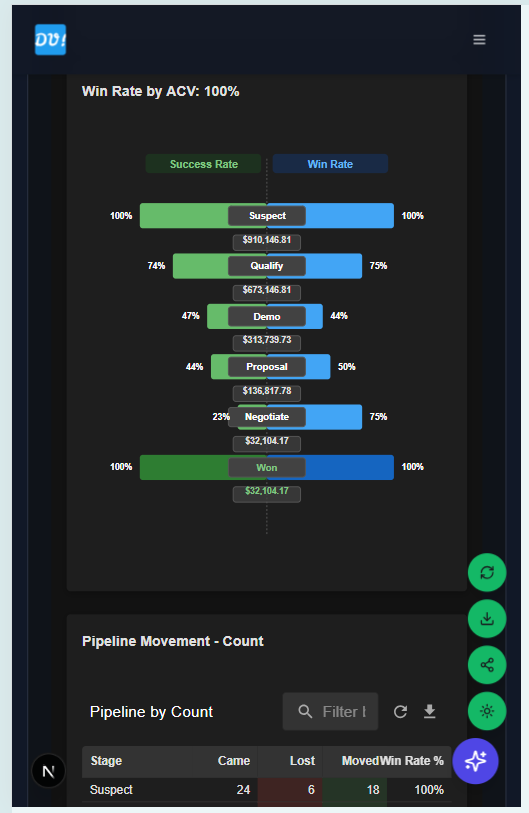 DV!
Win Rate by ACV: 100%
Success Rate Win Rate
100% Suspect 100%
$910,146.81
74% Qualify 75%
$673,146.81
47% Demo 44%
$313,739.73
44% Proposal 50%
$136,817.78
23% Negotiate 75%
$32,104.17
100% Won 100%
$32,104.17
Pipeline Movement - Count
Pipeline by Count Filter
Stage Came Lost Moved Win Rate %
Suspect 24 6 18 100%
N